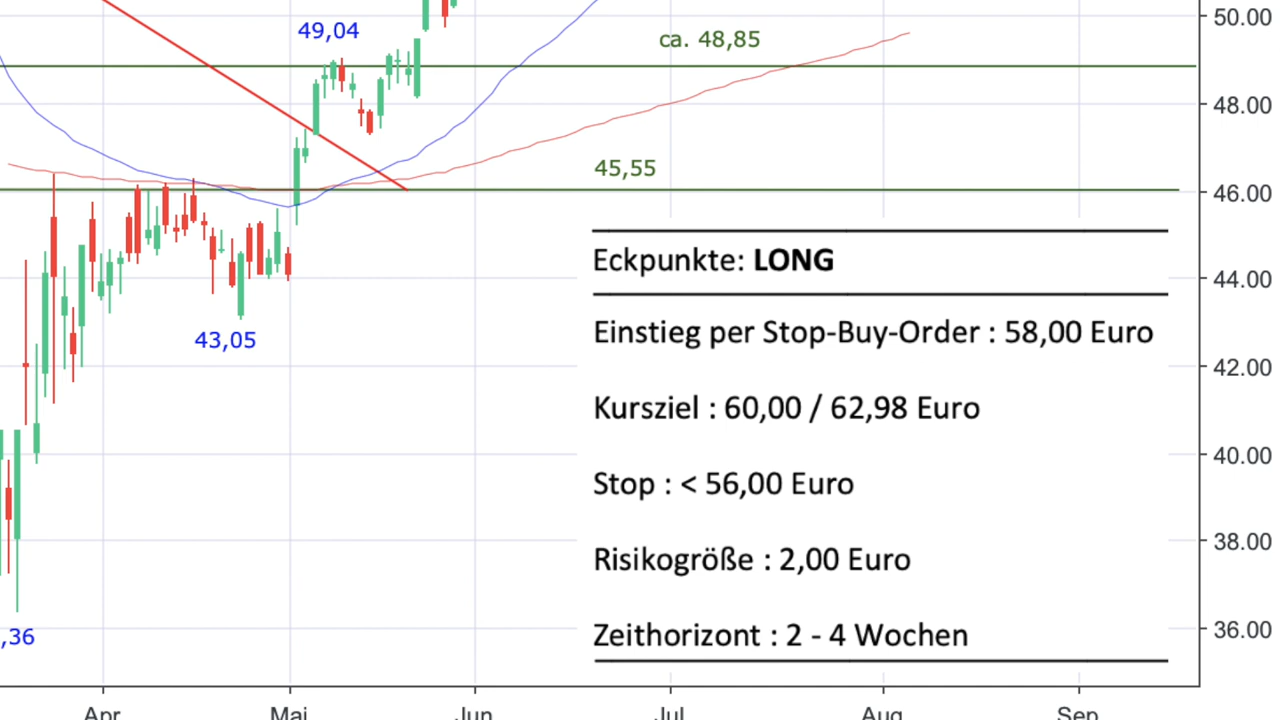 50.00
49,04
ca. 48,85
48.00
45,55
46.00
Eckpunkte: LONG
44.00
Einstieg per Stop-Buy-Order : 58,00 Euro
43,05
42.00
Kursziel : 60,00 / 62,98 Euro
40.00
Stop : < 56,00 Euro
38.00
Risikogröße : 2,00 Euro
,36
Zeithorizont : 2 - 4 Wochen
36.00
Apr Mai Jun Jul Aug Sep